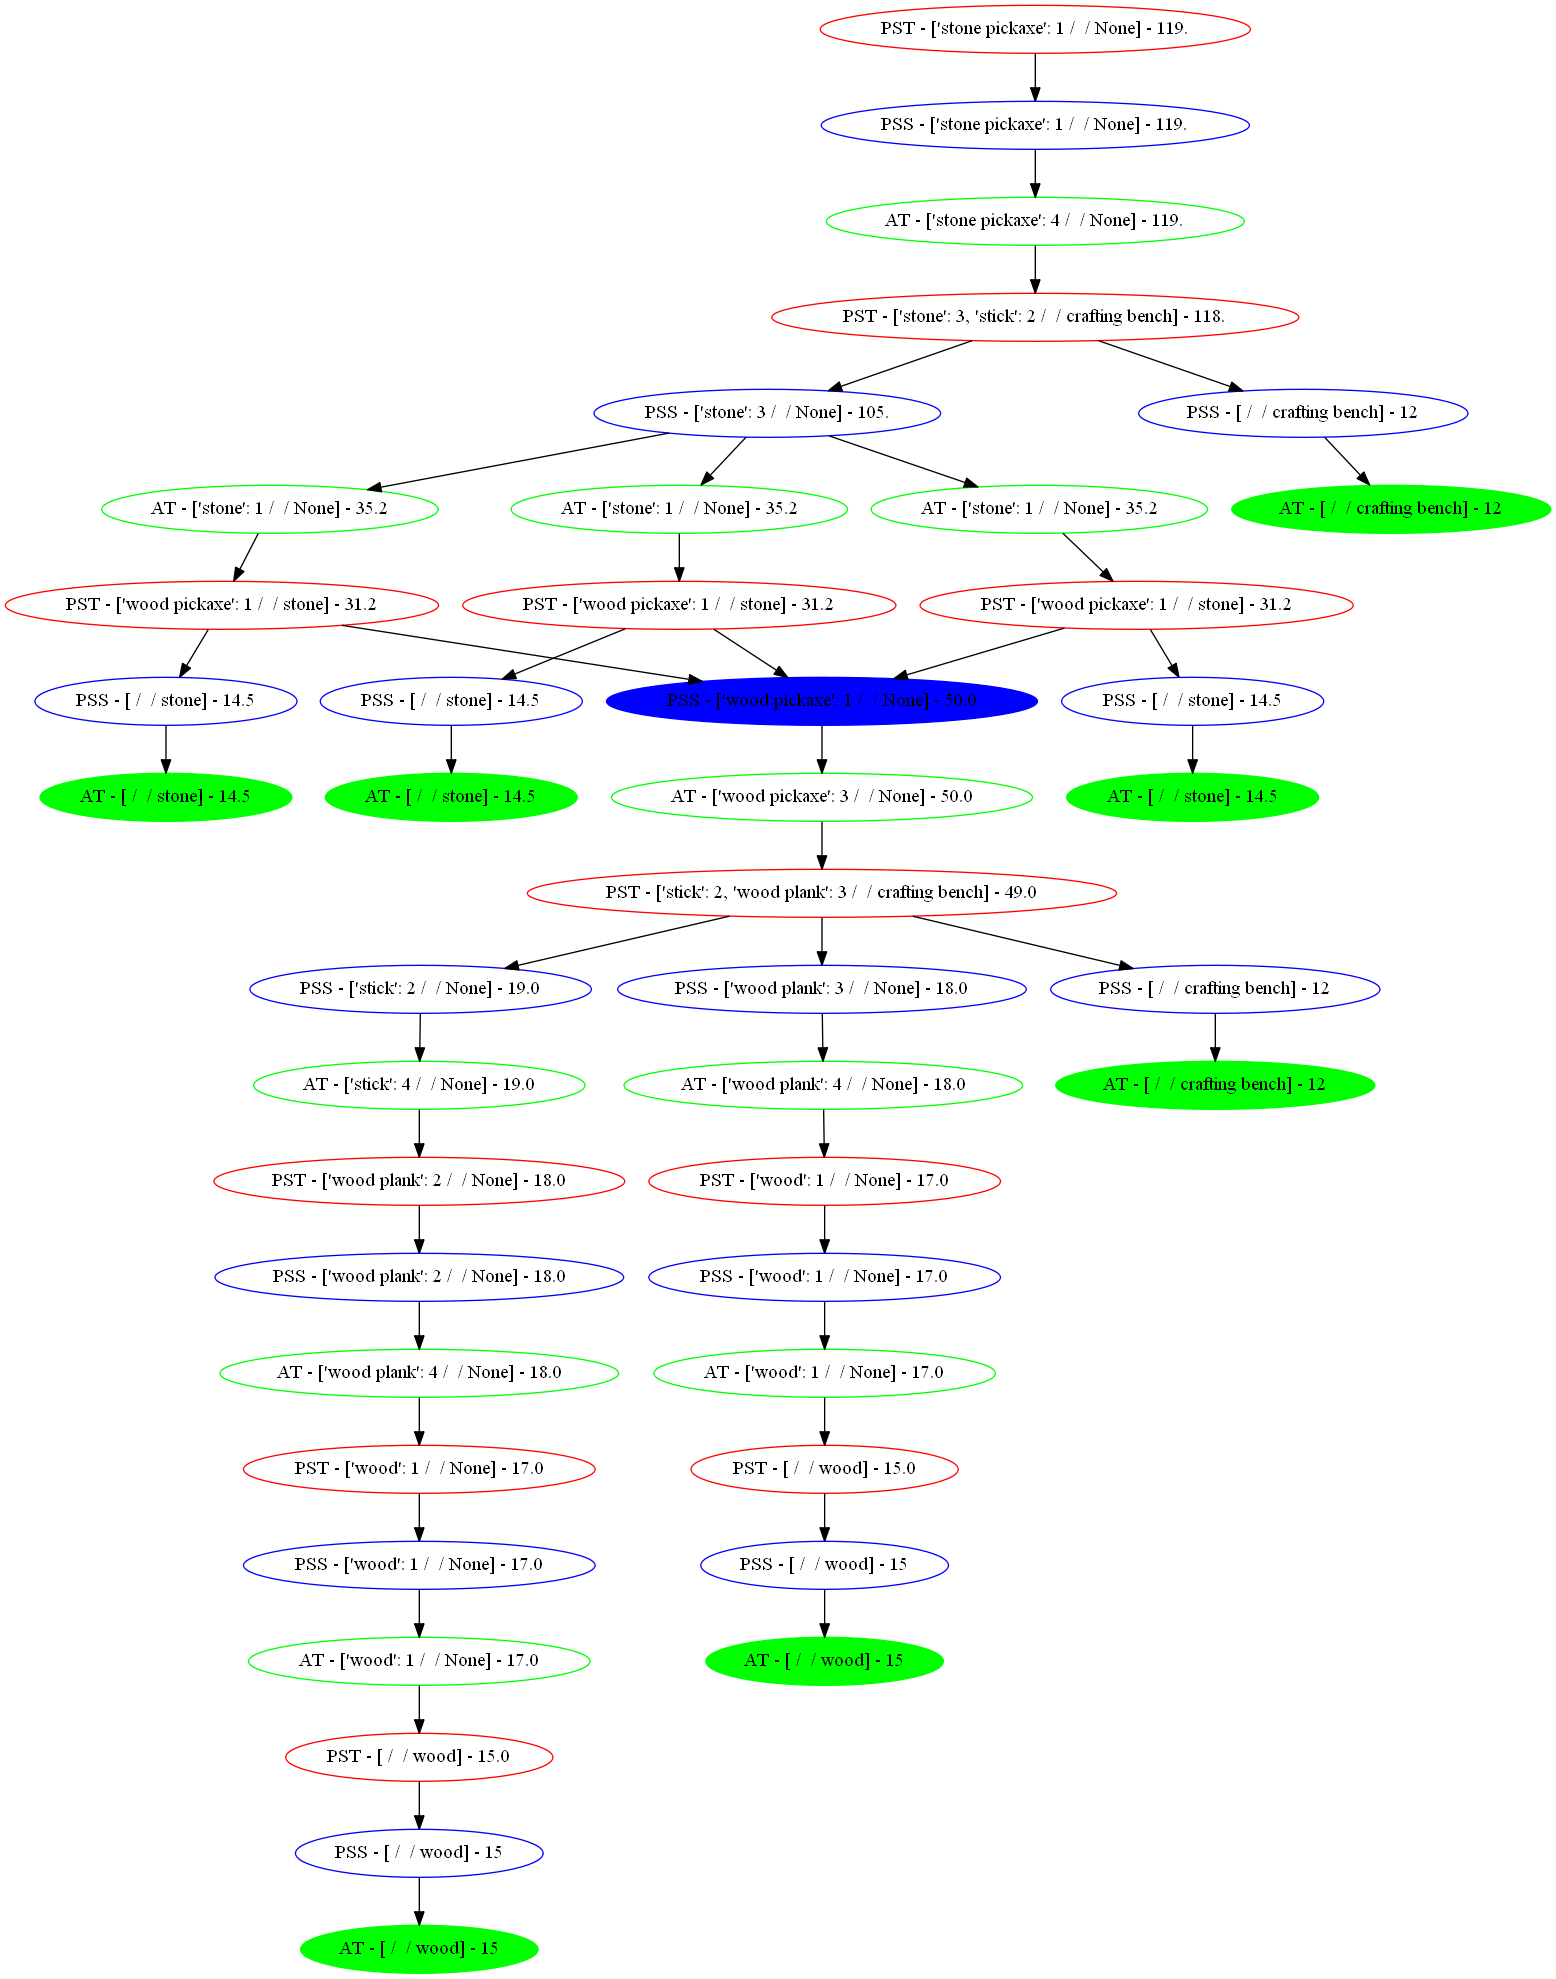 PST - ['stone pickaxe': 1 /  / None] - 119.
PSS - ['stone pickaxe': 1 /  / None] - 119.
AT - ['stone pickaxe': 4 /  / None] - 119.
PST - ['stone': 3, 'stick': 2 /  / crafting bench] - 118.
PSS - ['stone': 3 /  / None] - 105.
PSS - [ /  / crafting bench] - 12
AT - ['stone': 1 /  / None] - 35.2
AT - ['stone': 1 /  / None] - 35.2
AT - ['stone': 1 /  / None] - 35.2
AT - [ /  / crafting bench] - 12
PST - ['wood pickaxe': 1 /  / stone] - 31.2
PST - ['wood pickaxe': 1 /  / stone] - 31.2
PST - ['wood pickaxe': 1 /  / stone] - 31.2
PSS - [ /  / stone] - 14.5
PSS - [ /  / stone] - 14.5
PSS - ['wood pickaxe': 1 /  / None] - 50.0
PSS - [ /  / stone] - 14.5
AT - [ /  / stone] - 14.5
AT - [ /  / stone] - 14.5
AT - ['wood pickaxe': 3 /  / None] - 50.0
AT - [ /  / stone] - 14.5
PST - ['stick': 2, 'wood plank': 3 /  / crafting bench] - 49.0
PSS - ['stick': 2 /  / None] - 19.0
PSS - ['wood plank': 3 /  / None] - 18.0
PSS - [ /  / crafting bench] - 12
AT - ['stick': 4 /  / None] - 19.0
AT - ['wood plank': 4 /  / None] - 18.0
AT - [ /  / crafting bench] - 12
PST - ['wood plank': 2 /  / None] - 18.0
PST - ['wood': 1 /  / None] - 17.0
PSS - ['wood plank': 2 /  / None] - 18.0
PSS - ['wood': 1 /  / None] - 17.0
AT - ['wood plank': 4 /  / None] - 18.0
AT - ['wood': 1 /  / None] - 17.0
PST - ['wood': 1 /  / None] - 17.0
PST - [ /  / wood] - 15.0
PSS - ['wood': 1 /  / None] - 17.0
PSS - [ /  / wood] - 15
AT - ['wood': 1 /  / None] - 17.0
AT - [ /  / wood] - 15
PST - [ /  / wood] - 15.0
PSS - [ /  / wood] - 15
AT - [ /  / wood] - 15